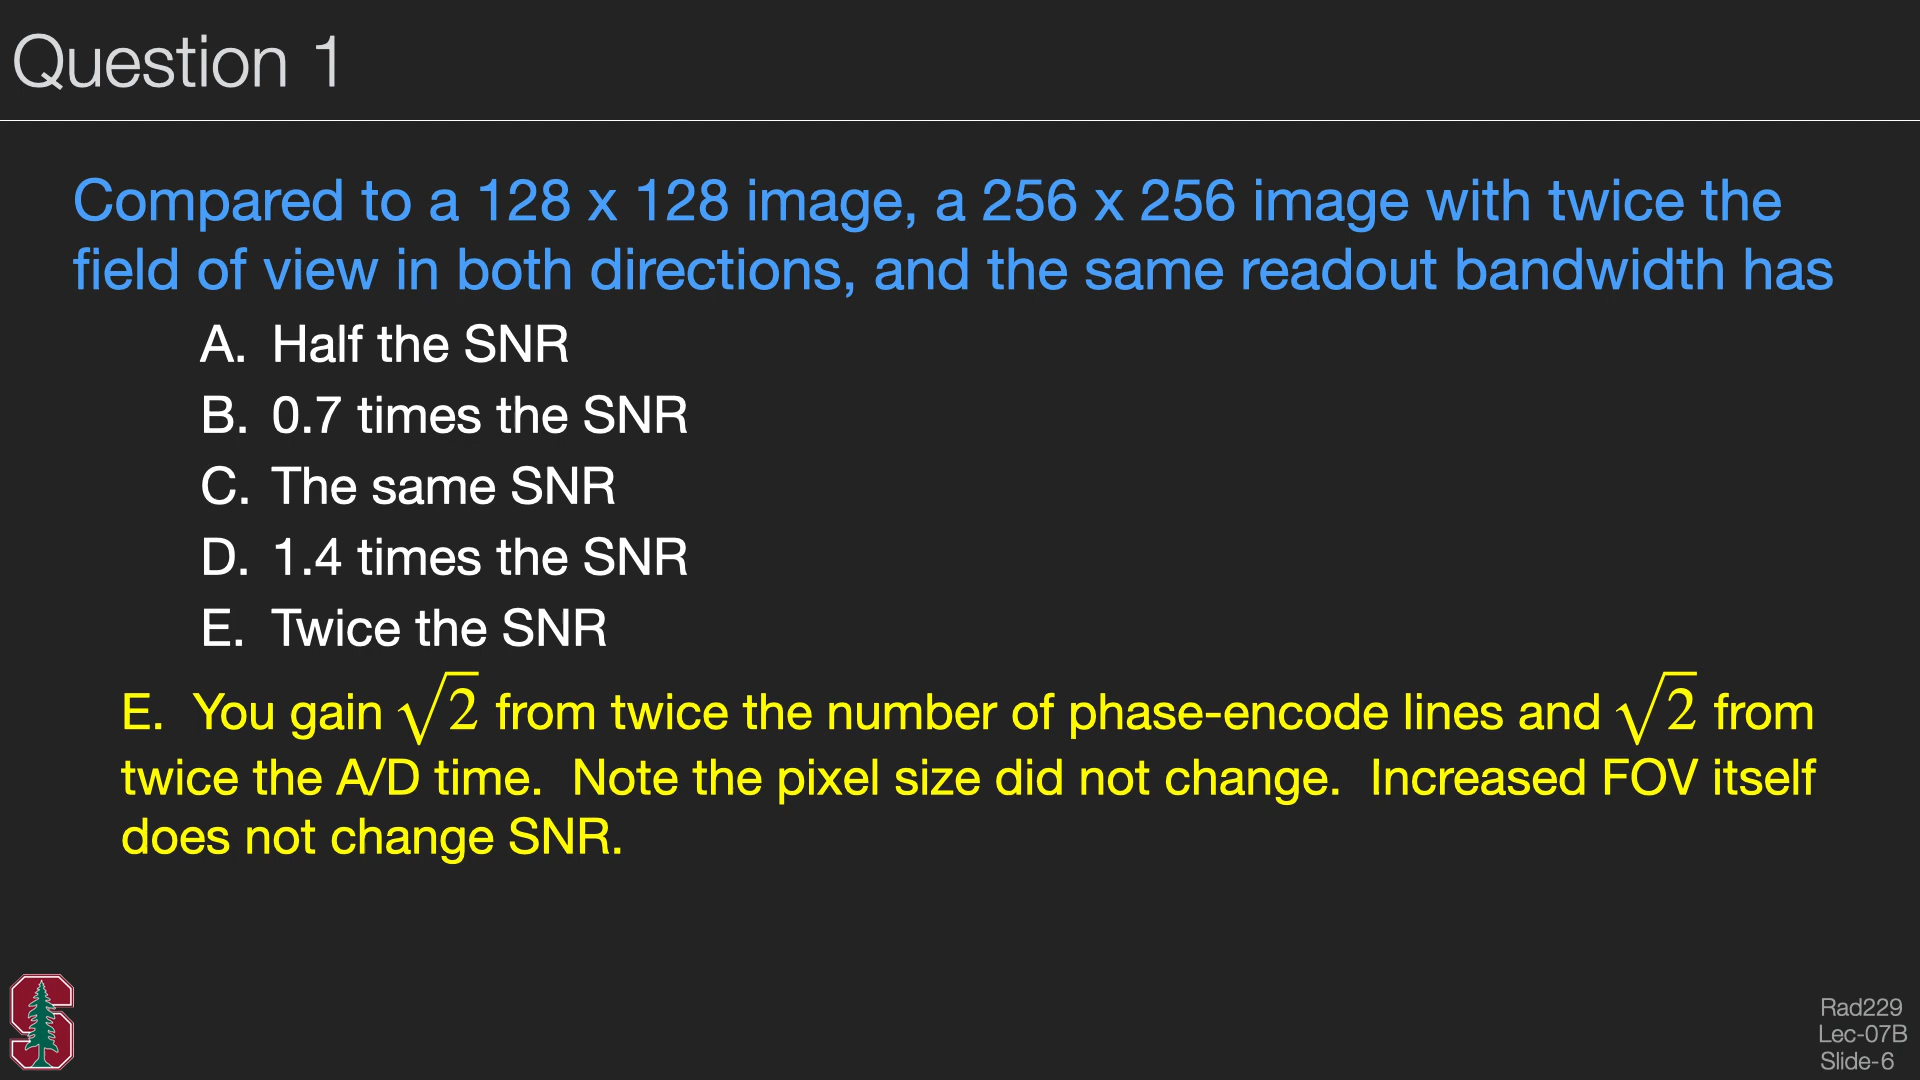 Question 1
Compared to a 128 x 128 image, a 256 x 256 image with twice the
field of view in both directions, and the same readout bandwidth has
A. Half the SNR
B. 0.7 times the SNR
C. The same SNR
D. 1.4 times the SNR
E. Twice the SNR
E. You gain √2 from twice the number of phase-encode lines and √2 from
twice the A/D time. Note the pixel size did not change. Increased FOV itself
does not change SNR.
Rad229
Lec-07B
Slide-6